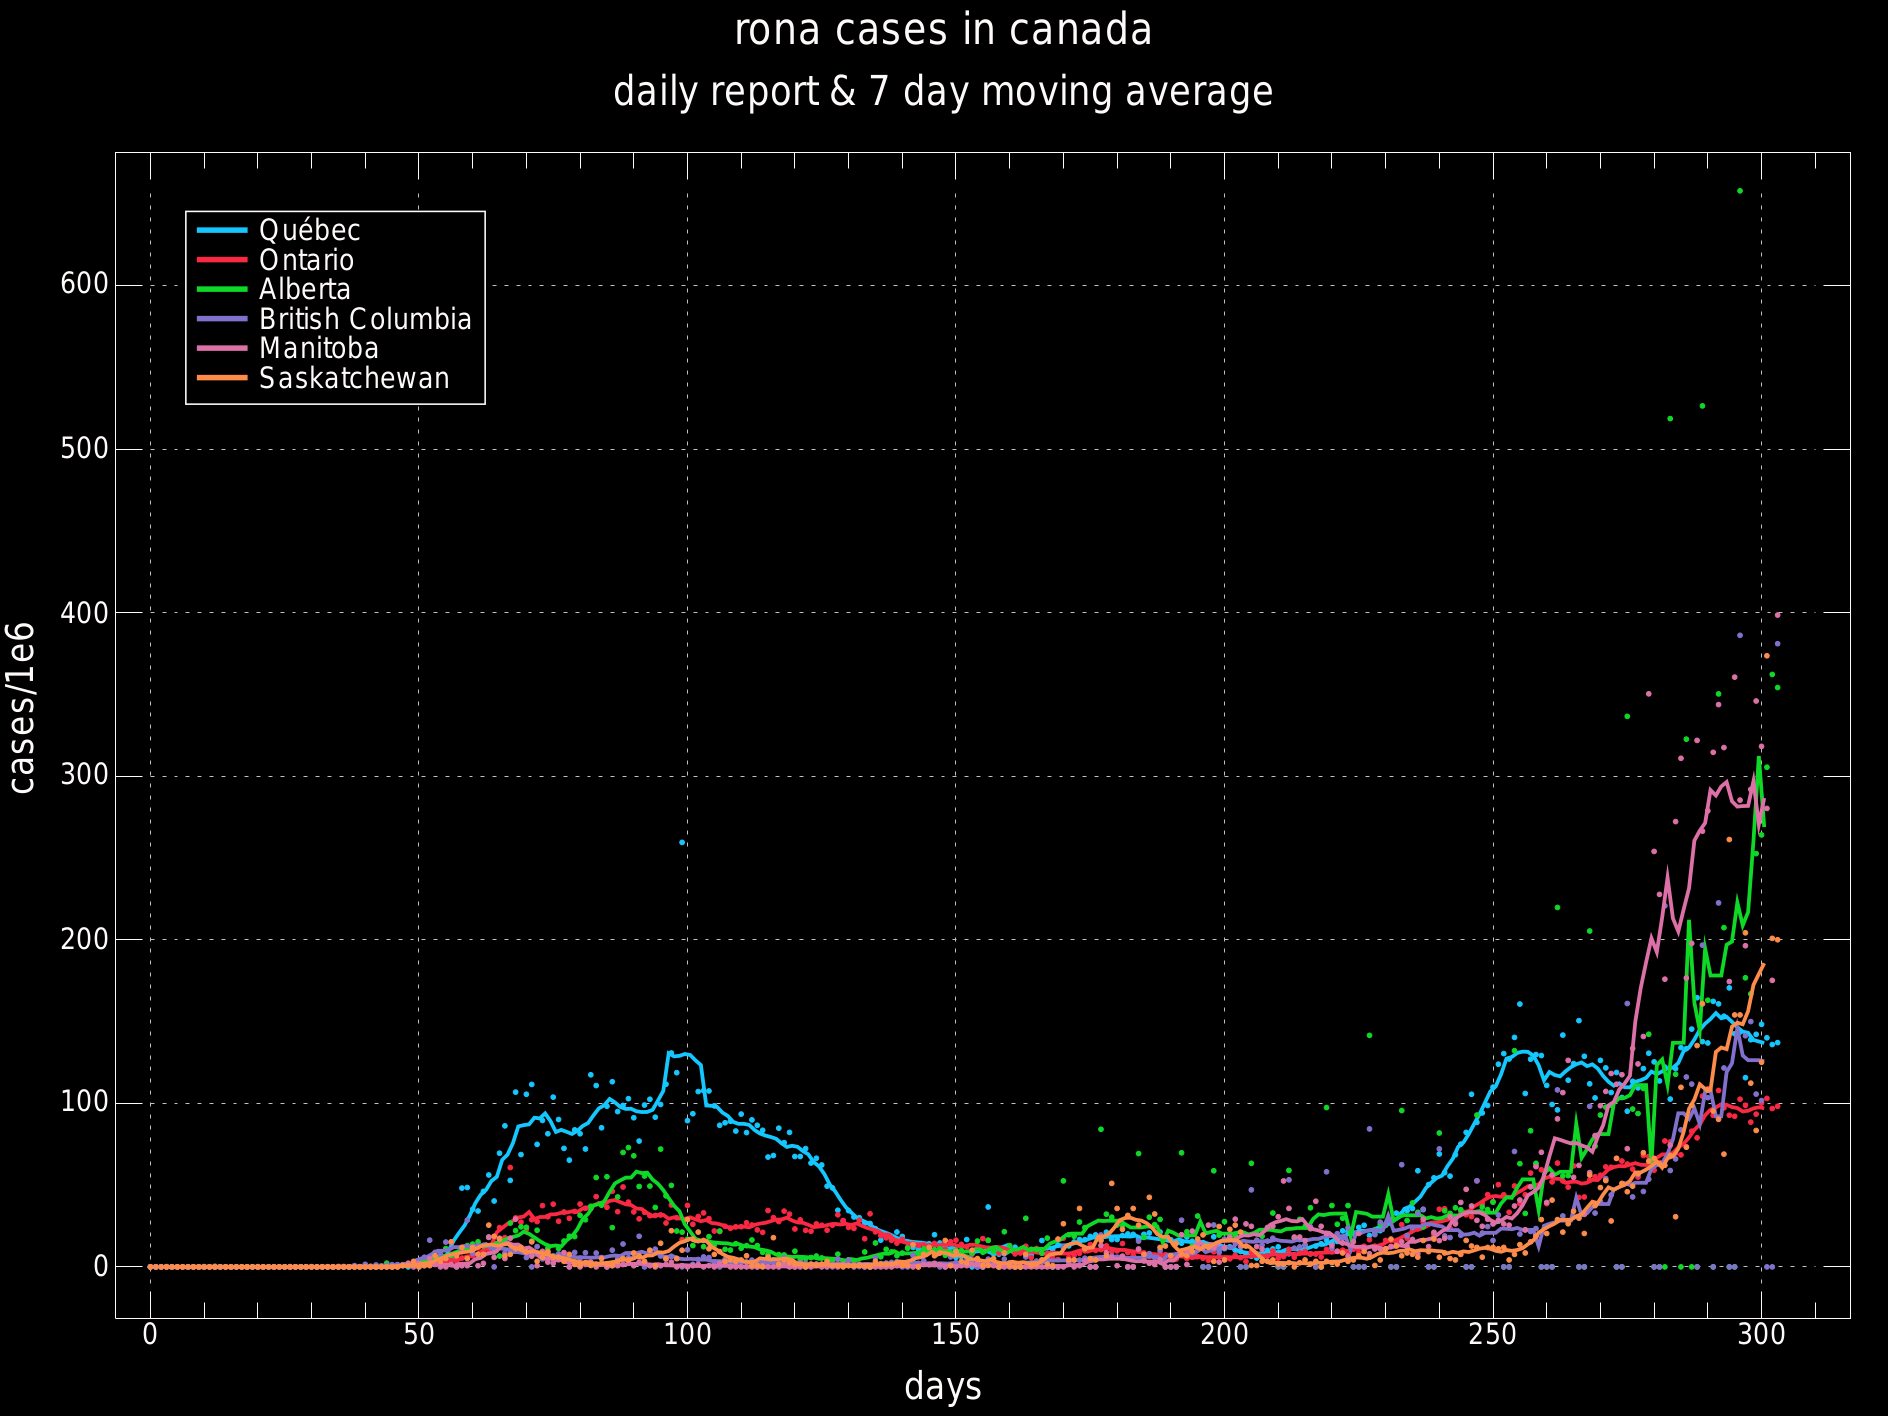 rona cases in canada
daily report & 7 day moving average
Québec
Ontario
Alberta
British Columbia
Manitoba
Saskatchewan
600
500
400
300
200
100
0
cases/1e6
0 50 100 150 200 250 300
days